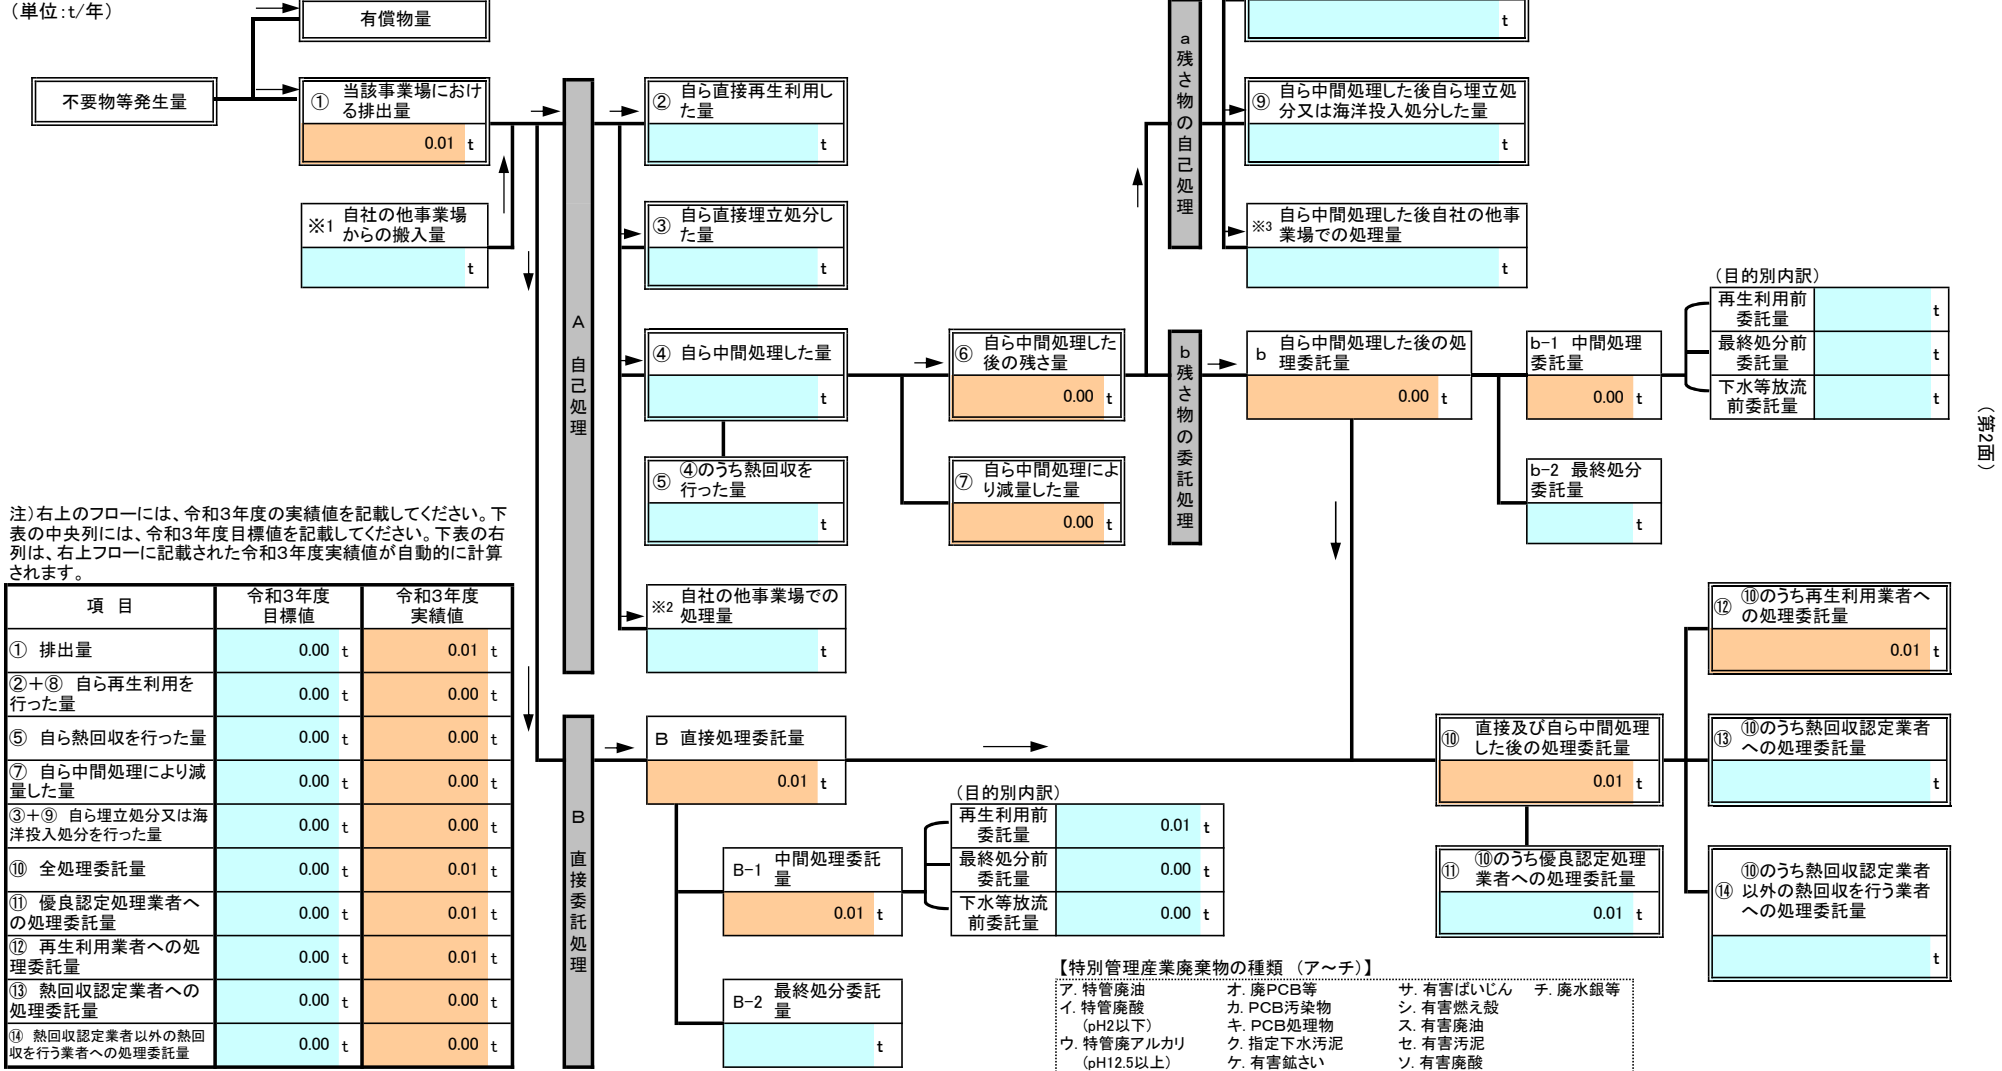 （単位：t/年）
有償物量
t
不要物等発生量
① 当該事業場におけ
る排出量
0.01 t
※1 自社の他事業場
からの搬入量
t
A 自己処理
② 自ら直接再生利用し
た量
t
③ 自ら直接埋立処分し
た量
t
④ 自ら中間処理した量
t
⑤ ④のうち熱回収を
行った量
t
※2 自社の他事業場での
処理量
t
⑥ 自ら中間処理した
後の残さ量
0.00 t
⑦ 自ら中間処理によ
り減量した量
0.00 t
a残さ物の自己処理
⑨ 自ら中間処理した後自ら埋立処
分又は海洋投入処分した量
t
※3 自ら中間処理した後自社の他事
業場での処理量
t
b残さ物の委託処理
b 自ら中間処理した後の処
理委託量
0.00 t
b-1 中間処理
委託量
0.00 t
b-2 最終処分
委託量
t
（目的別内訳）
再生利用前
委託量
t
最終処分前
委託量
t
下水等放流
前委託量
t
（第2面）
注）右上のフローには、令和3年度の実績値を記載してください。下
表の中央列には、令和3年度目標値を記載してください。下表の右
列は、右上フローに記載された令和3年度実績値が自動的に計算
されます。
項 目
令和3年度
目標値
令和3年度
実績値
① 排出量 0.00 t 0.01 t
②＋⑧ 自ら再生利用を
行った量 0.00 t 0.00 t
⑤ 自ら熱回収を行った量 0.00 t 0.00 t
⑦ 自ら中間処理により減
量した量 0.00 t 0.00 t
③＋⑨ 自ら埋立処分又は海
洋投入処分を行った量 0.00 t 0.00 t
⑩ 全処理委託量 0.00 t 0.01 t
⑪ 優良認定処理業者へ
の処理委託量 0.00 t 0.01 t
⑫ 再生利用業者への処
理委託量 0.00 t 0.01 t
⑬ 熱回収認定業者への
処理委託量 0.00 t 0.00 t
⑭ 熱回収認定業者以外の熱回
収を行う業者への処理委託量 0.00 t 0.00 t
B 直接委託処理
B 直接処理委託量
0.01 t
B-1 中間処理委託
量
0.01 t
B-2 最終処分委託
量
t
（目的別内訳）
再生利用前
委託量
0.01 t
最終処分前
委託量
0.00 t
下水等放流
前委託量
0.00 t
⑩ 直接及び自ら中間処理
した後の処理委託量
0.01 t
⑪ ⑩のうち優良認定処理
業者への処理委託量
0.01 t
⑫ ⑩のうち再生利用業者へ
の処理委託量
0.01 t
⑬ ⑩のうち熱回収認定業者
への処理委託量
t
⑭ ⑩のうち熱回収認定業者
以外の熱回収を行う業者
への処理委託量
t
【特別管理産業廃棄物の種類 （ア～チ）】
ア. 特管廃油 オ. 廃PCB等 サ. 有害ばいじん チ. 廃水銀等
イ. 特管廃酸 カ. PCB汚染物 シ. 有害燃え殻
（pH2以下） キ. PCB処理物 ス. 有害廃油
ウ. 特管廃アルカリ ク. 指定下水汚泥 セ. 有害汚泥
（pH12.5以上） ケ. 有害鉱さい ソ. 有害廃酸